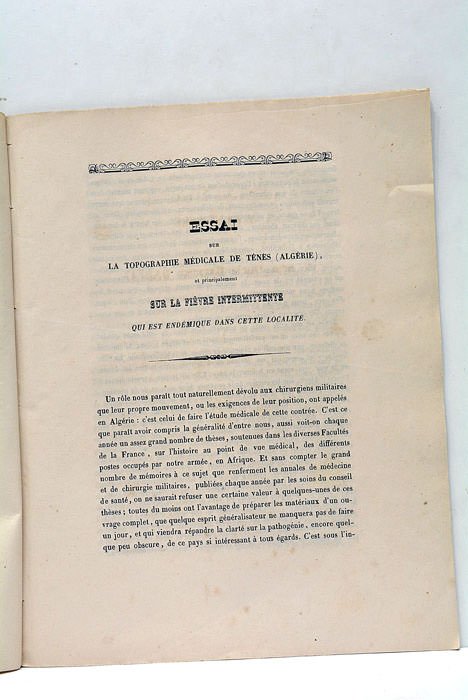 ESSAI
SUR
LA TOPOGRAPHIE MÉDICALE DE TÉNÈS (ALGÉRIE),
et principalement
SUR LA FIÈVRE INTERMITTENTE
QUI EST ENDÉMIQUE DANS CETTE LOCALITE.
Un rôle nous paraît tout naturellement dévolu aux chirurgiens militaires
que leur propre mouvement, ou les exigences de leur position, ont appelés
en Algérie : c'est celui de faire l'étude médicale de cette contrée. C'est ce
que paraît avoir compris la généralité d'entre nous, aussi voit-on chaque
année un assez grand nombre de thèses, soutenues dans les diverses Facultés
de la France, sur l'histoire au point de vue médical, des différents
postes occupés par notre armée, en Afrique. Et sans compter le grand
nombre de mémoires à ce sujet que renferment les annales de médecine
et de chirurgie militaires, publiées chaque année par les soins du conseil
de santé, on ne saurait refuser une certaine valeur à quelques-unes de ces
thèses; toutes du moins ont l'avantage de préparer les matériaux d'un ou-
vrage complet, que quelque esprit généralisateur ne manquera pas de faire
un jour, et qui viendra répandre la clarté sur la pathogénie, encore quel-
que peu obscure, de ce pays si intéressant à tous égards. C'est sous l'in-